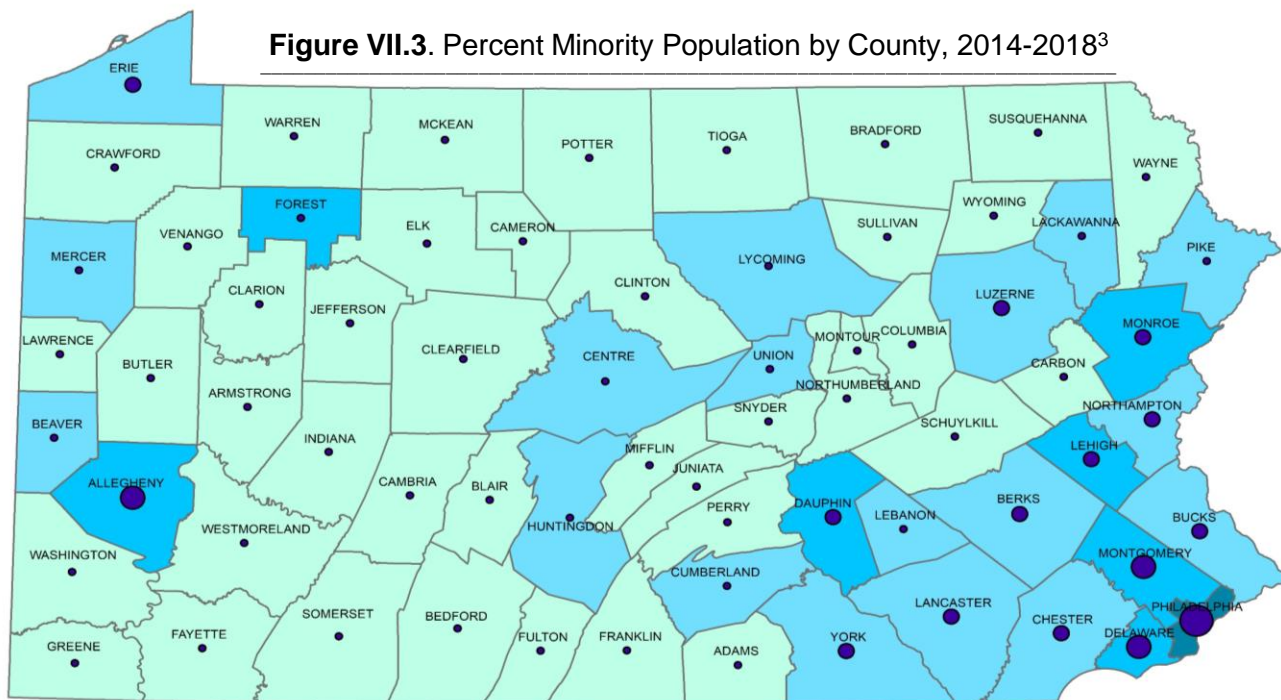 Figure VII.3. Percent Minority Population by County, 2014-2018³
ERIE
WARREN
MCKEAN
POTTER
TIOGA
BRADFORD
SUSQUEHANNA
CRAWFORD
WAYNE
FOREST
WYOMING
LACKAWANNA
VENANGO
ELK
CAMERON
SULLIVAN
PIKE
MERCER
LYCOMING
CLINTON
CLARION
LUZERNE
JEFFERSON
MONTOUR
COLUMBIA
MONROE
LAWRENCE
CLEARFIELD
CENTRE
UNION
CARBON
BUTLER
ARMSTRONG
NORTHUMBERLAND
NORTHAMPTON
SNYDER
BEAVER
SCHUYLKILL
INDIANA
MIFFLIN
LEHIGH
JUNIATA
ALLEGHENY
CAMBRIA
BLAIR
PERRY
DAUPHIN
LEBANON
BERKS
BUCKS
WESTMORELAND
HUNTINGDON
WASHINGTON
MONTGOMERY
CUMBERLAND
LANCASTER
PHILADELPHIA
SOMERSET
BEDFORD
CHESTER
FAYETTE
FULTON
FRANKLIN
YORK
DELAWARE
GREENE
ADAMS